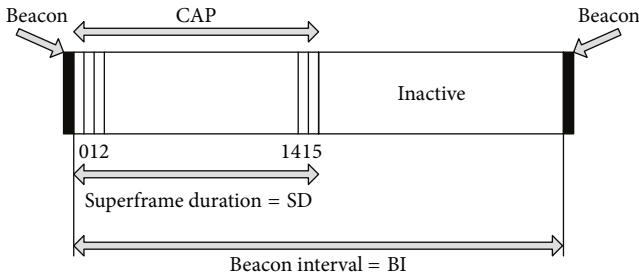 Beacon
CAP
Beacon
Inactive
012
1415
Superframe duration = SD
Beacon interval = BI